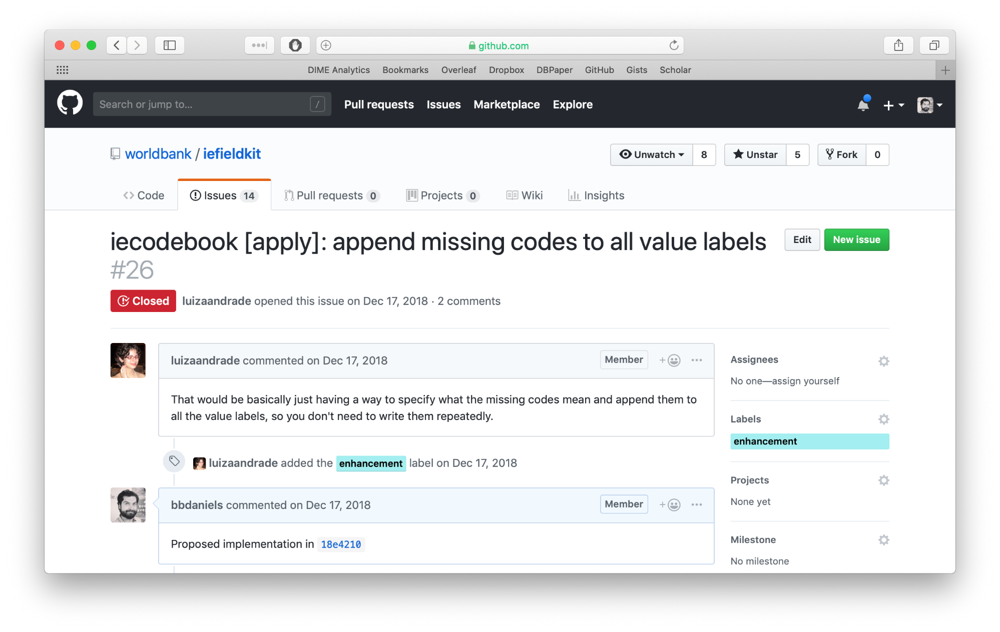 github.com
DIME Analytics Bookmarks Overleaf Dropbox DBPaper GitHub Gists Scholar
Search or jump to... /
Pull requests Issues Marketplace Explore
worldbank / iefieldkit
Unwatch 8 Unstar 5 Fork 0
Code Issues 14 Pull requests 0 Projects 0 Wiki Insights
iecodebook [apply]: append missing codes to all value labels
#26
Edit New issue
Closed luizaandrade opened this issue on Dec 17, 2018 · 2 comments
luizaandrade commented on Dec 17, 2018 Member
That would be basically just having a way to specify what the missing codes mean and append them to
all the value labels, so you don't need to write them repeatedly.
luizaandrade added the enhancement label on Dec 17, 2018
bbdaniels commented on Dec 17, 2018 Member
Proposed implementation in 18e4210
Assignees
No one—assign yourself
Labels
enhancement
Projects
None yet
Milestone
No milestone